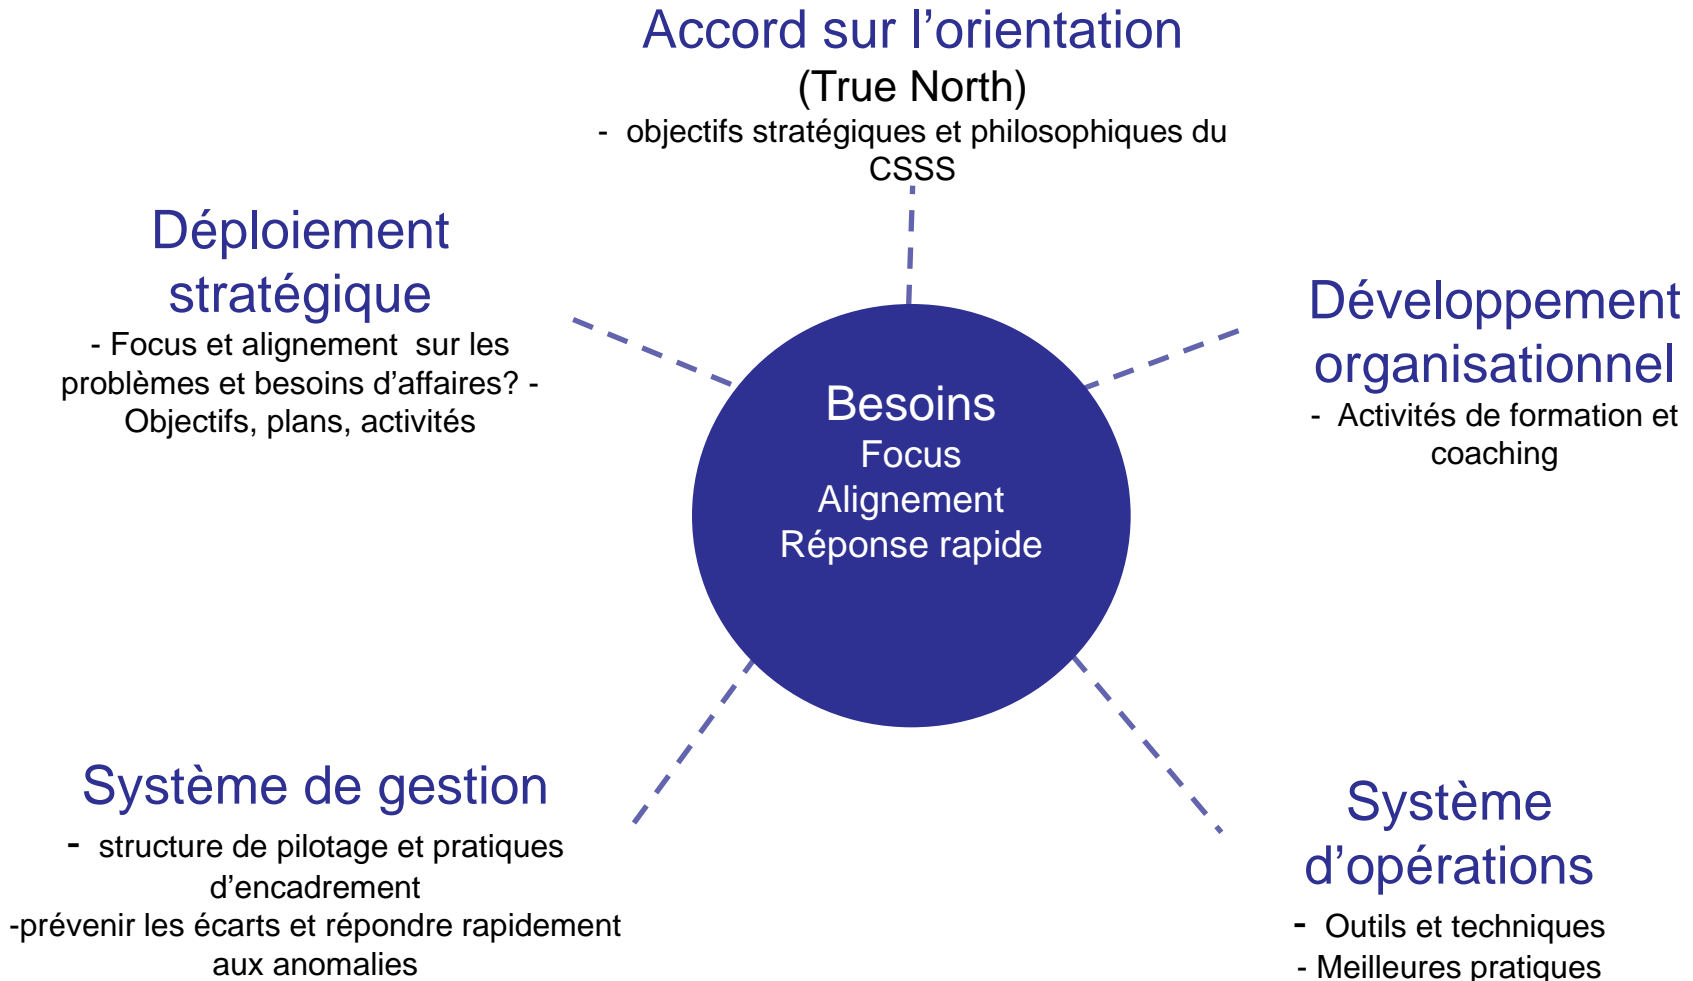 Accord sur l’orientation
(True North)
- objectifs stratégiques et philosophiques du
CSSS
Déploiement
stratégique
- Focus et alignement sur les
problèmes et besoins d’affaires? -
Objectifs, plans, activités
Développement
organisationnel
- Activités de formation et
coaching
Besoins
Focus
Alignement
Réponse rapide
Système de gestion
- structure de pilotage et pratiques
d’encadrement
-prévenir les écarts et répondre rapidement
aux anomalies
Système
d’opérations
- Outils et techniques
- Meilleures pratiques